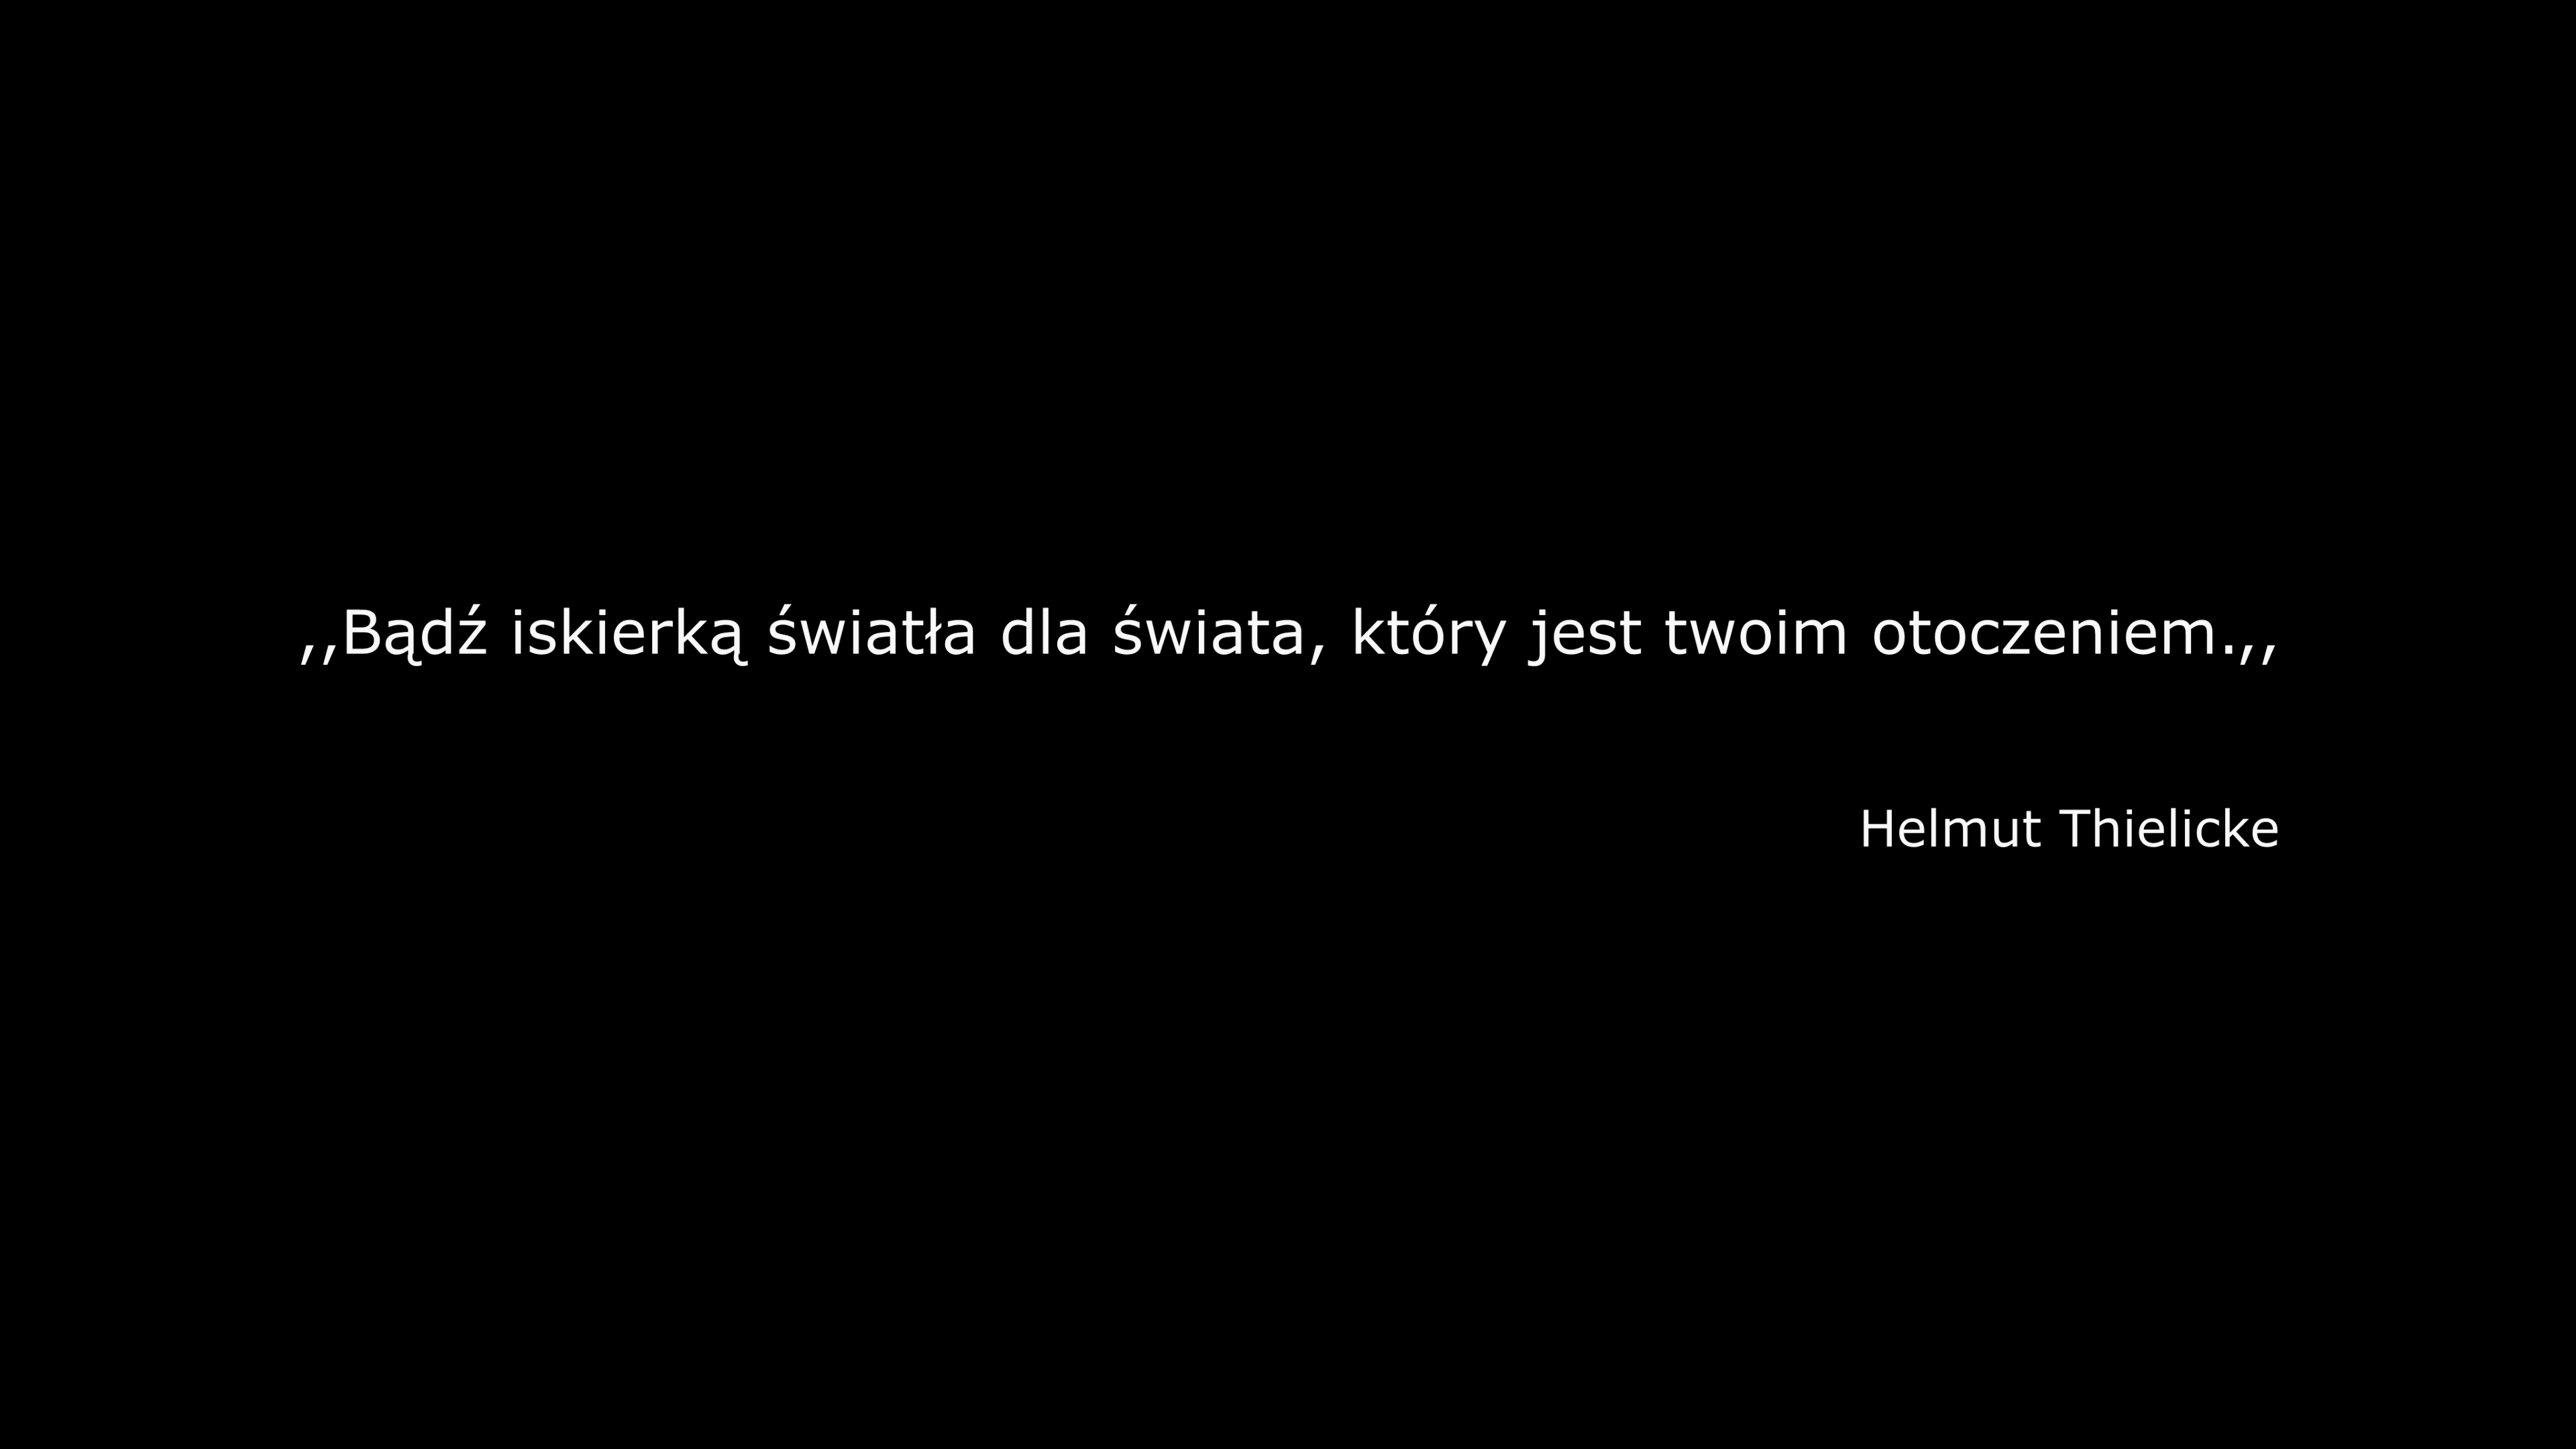 ,,Bądź iskierką światła dla świata, który jest twoim otoczeniem.,,
Helmut Thielicke